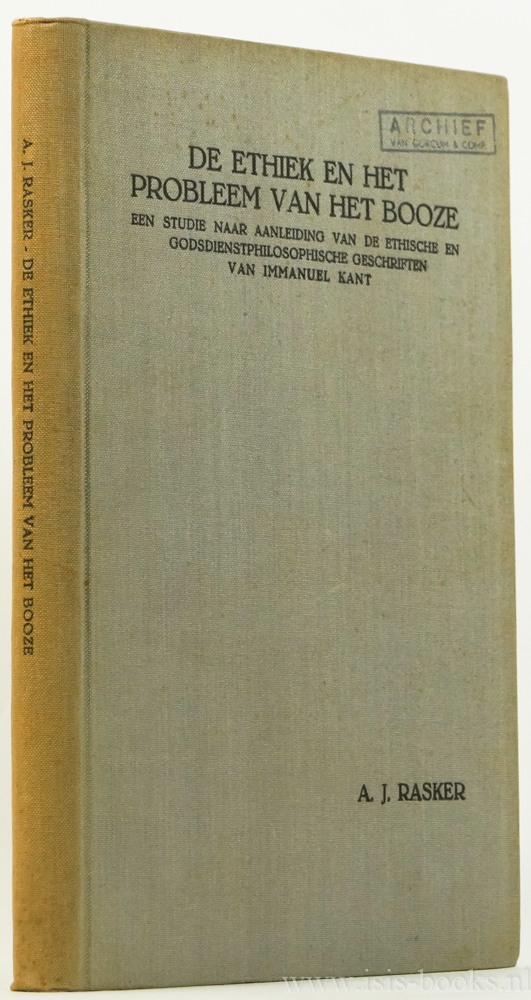 ARCHIEF
VAN GORCUM & COMP.
DE ETHIEK EN HET
PROBLEEM VAN HET BOOZE
EEN STUDIE NAAR AANLEIDING VAN DE ETHISCHE EN
GODSDIENSTPHILOSOPHISCHE GESCHRIFTEN
VAN IMMANUEL KANT
A. J. RASKER
A. J. RASKER - DE ETHIEK EN HET PROBLEEM VAN HET BOOZE
www.isis-books.nl